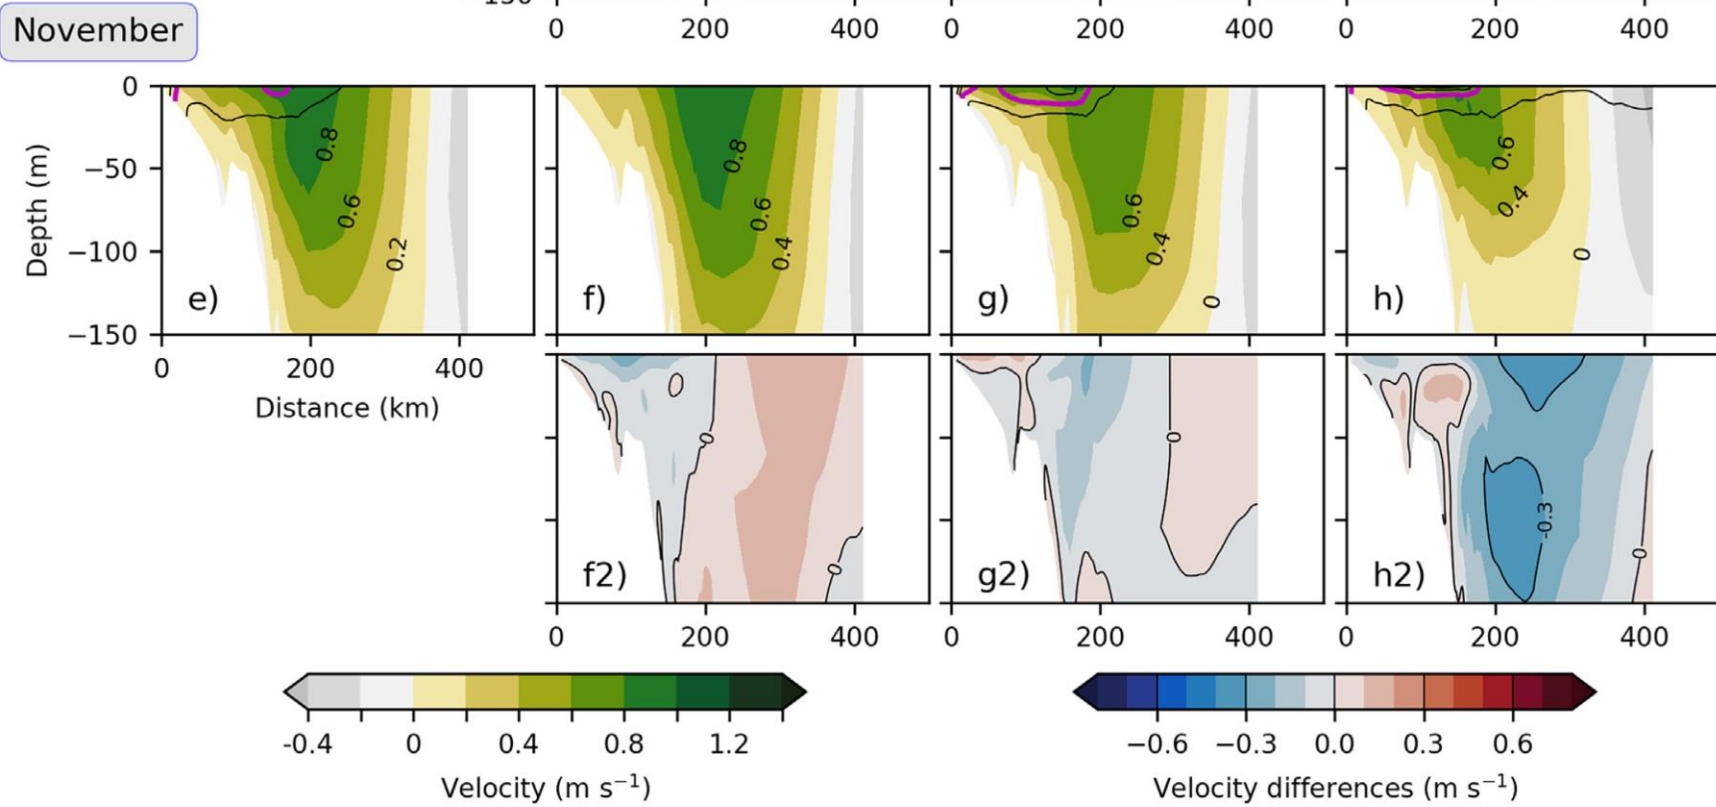 −150
0 200 400 0 200 400 0 200 400
November
0
−50
−100
−150
Depth (m)
0.8
0.6
0.2
e)
0 200 400
Distance (km)
0.8
0.6
0.4
f)
0.6
0.4
0
g)
0.6
0.4
0
h)
0
0
f2)
0
g2)
-0.3
0
h2)
0 200 400 0 200 400 0 200 400
-0.4 0 0.4 0.8 1.2
Velocity (m s⁻¹)
−0.6 −0.3 0.0 0.3 0.6
Velocity differences (m s⁻¹)